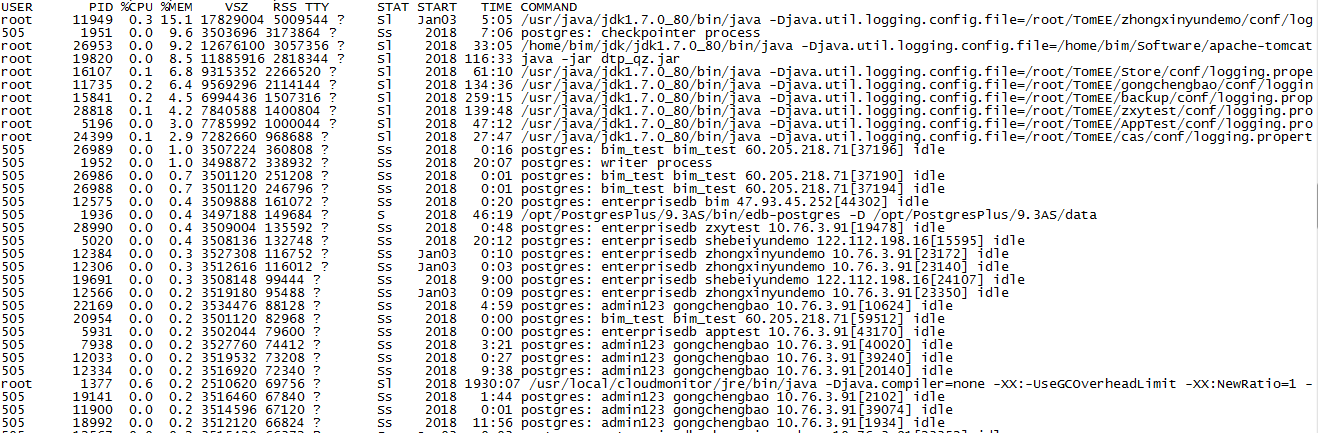 USER PID %CPU %MEM VSZ RSS TTY STAT START TIME COMMAND
root 11949 0.3 15.1 17829004 5009544 ? Sl Jan03 5:05 /usr/java/jdk1.7.0_80/bin/java -Djava.util.logging.config.file=/root/TomEE/zhongxinyundemo/conf/log
505 1951 0.0 9.6 3503696 3173864 ? Ss 2018 7:06 postgres: checkpointer process
root 26953 0.0 9.2 12676100 3057356 ? Sl 2018 33:05 /home/bim/jdk/jdk1.7.0_80/bin/java -Djava.util.logging.config.file=/home/bim/Software/apache-tomcat
root 19820 0.0 8.5 11885916 2818344 ? Sl 2018 116:33 java -jar dtp_qz.jar
root 16107 0.1 6.8 9315352 2266520 ? Sl 2018 61:10 /usr/java/jdk1.7.0_80/bin/java -Djava.util.logging.config.file=/root/TomEE/Store/conf/logging.prope
root 11735 0.2 6.4 9569296 2114144 ? Sl 2018 134:36 /usr/java/jdk1.7.0_80/bin/java -Djava.util.logging.config.file=/root/TomEE/gongchengbao/conf/loggin
root 15841 0.2 4.5 6994436 1507316 ? Sl 2018 259:15 /usr/java/jdk1.7.0_80/bin/java -Djava.util.logging.config.file=/root/TomEE/backup/conf/logging.prop
root 28818 0.1 4.2 7840588 1400804 ? Sl 2018 139:48 /usr/java/jdk1.7.0_80/bin/java -Djava.util.logging.config.file=/root/TomEE/zxytest/conf/logging.pro
root 5196 0.0 3.0 7785992 1000044 ? Sl 2018 47:12 /usr/java/jdk1.7.0_80/bin/java -Djava.util.logging.config.file=/root/TomEE/AppTest/conf/logging.pro
root 24399 0.1 2.9 7282660 968688 ? Sl 2018 27:47 /usr/java/jdk1.7.0_80/bin/java -Djava.util.logging.config.file=/root/TomEE/cas/conf/logging.propert
505 26989 0.0 1.0 3507224 360808 ? Ss 2018 0:16 postgres: bim_test bim_test 60.205.218.71[37196] idle
505 1952 0.0 1.0 3498872 338932 ? Ss 2018 20:07 postgres: writer process
505 26986 0.0 0.7 3501120 251208 ? Ss 2018 0:01 postgres: bim_test bim_test 60.205.218.71[37190] idle
505 26988 0.0 0.7 3501120 246796 ? Ss 2018 0:01 postgres: bim_test bim_test 60.205.218.71[37194] idle
505 12575 0.0 0.4 3509888 161072 ? Ss 2018 0:20 postgres: enterprisedb bim 47.93.45.252[44302] idle
505 1936 0.0 0.4 3497188 149684 ? S 2018 46:19 /opt/PostgresPlus/9.3AS/bin/edb-postgres -D /opt/PostgresPlus/9.3AS/data
505 28990 0.0 0.4 3509004 135592 ? Ss 2018 0:48 postgres: enterprisedb zxytest 10.76.3.91[19478] idle
505 5020 0.0 0.4 3508136 132748 ? Ss 2018 20:12 postgres: enterprisedb shebeiyundemo 122.112.198.16[15595] idle
505 12384 0.0 0.3 3527308 116752 ? Ss Jan03 0:10 postgres: enterprisedb zhongxinyundemo 10.76.3.91[23172] idle
505 12306 0.0 0.3 3512616 116012 ? Ss Jan03 0:03 postgres: enterprisedb zhongxinyundemo 10.76.3.91[23140] idle
505 19691 0.0 0.3 3508148 99444 ? Ss 2018 9:00 postgres: enterprisedb shebeiyundemo 122.112.198.16[24107] idle
505 12566 0.0 0.2 3519180 95488 ? Ss Jan03 0:09 postgres: enterprisedb zhongxinyundemo 10.76.3.91[23350] idle
505 22169 0.0 0.2 3534476 88128 ? Ss 2018 4:59 postgres: admin123 gongchengbao 10.76.3.91[10624] idle
505 20954 0.0 0.2 3501120 82968 ? Ss 2018 0:00 postgres: bim_test bim_test 60.205.218.71[59512] idle
505 5931 0.0 0.2 3502044 79600 ? Ss 2018 0:00 postgres: enterprisedb apptest 10.76.3.91[43170] idle
505 7938 0.0 0.2 3527760 74412 ? Ss 2018 3:21 postgres: admin123 gongchengbao 10.76.3.91[40020] idle
505 12033 0.0 0.2 3519532 73208 ? Ss 2018 0:27 postgres: admin123 gongchengbao 10.76.3.91[39240] idle
505 12334 0.0 0.2 3516920 72340 ? Ss 2018 9:38 postgres: admin123 gongchengbao 10.76.3.91[20140] idle
root 1377 0.6 0.2 2510620 69756 ? Sl 2018 1930:07 /usr/local/cloudmonitor/jre/bin/java -Djava.compiler=none -XX:-UseGCOverheadLimit -XX:NewRatio=1 -
505 19141 0.0 0.2 3516460 67840 ? Ss 2018 1:44 postgres: admin123 gongchengbao 10.76.3.91[2102] idle
505 11900 0.0 0.2 3514596 67120 ? Ss 2018 0:01 postgres: admin123 gongchengbao 10.76.3.91[39074] idle
505 18992 0.0 0.2 3512120 66824 ? Ss 2018 11:56 postgres: admin123 gongchengbao 10.76.3.91[1934] idle